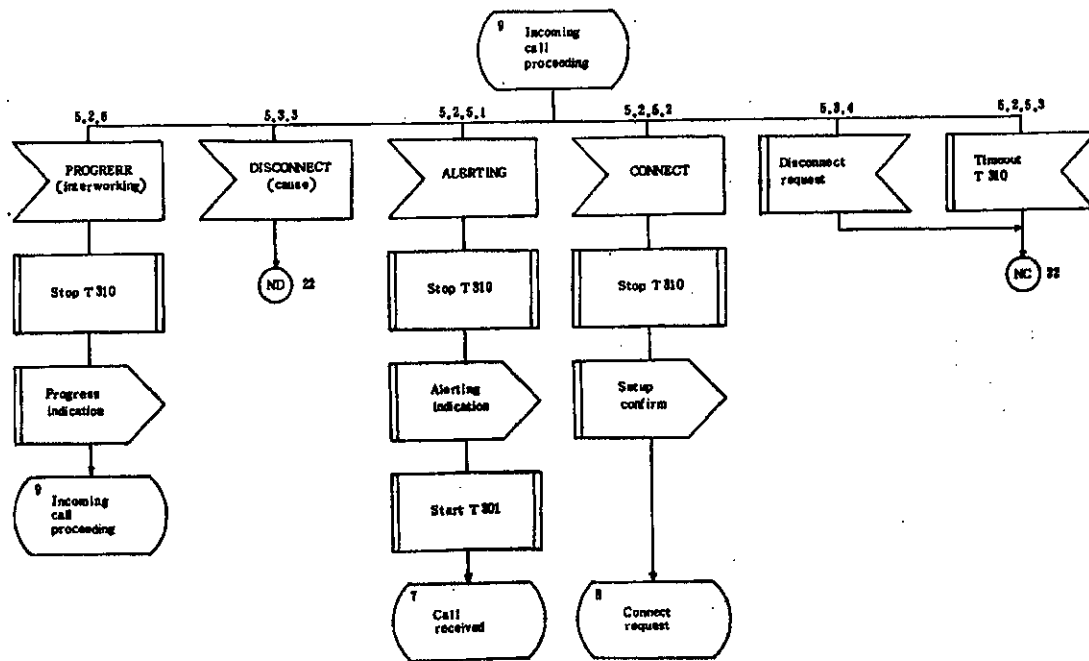 9
Incoming
call
proceeding
5,2,6
5,3,3
5,2,5,1
5,2,5,2
5,3,4
5,2,5,3
PROGRERR
(interworking)
DISCONNECT
(cause)
ALERTING
CONNECT
Disconnect
request
Timeout
T 310
Stop T 310
ND
22
Stop T 310
Stop T 310
NC
32
Progress
indication
Alerting
indication
Setup
confirm
9
Incoming
call
proceeding
Start T 301
7
Call
received
8
Connect
request